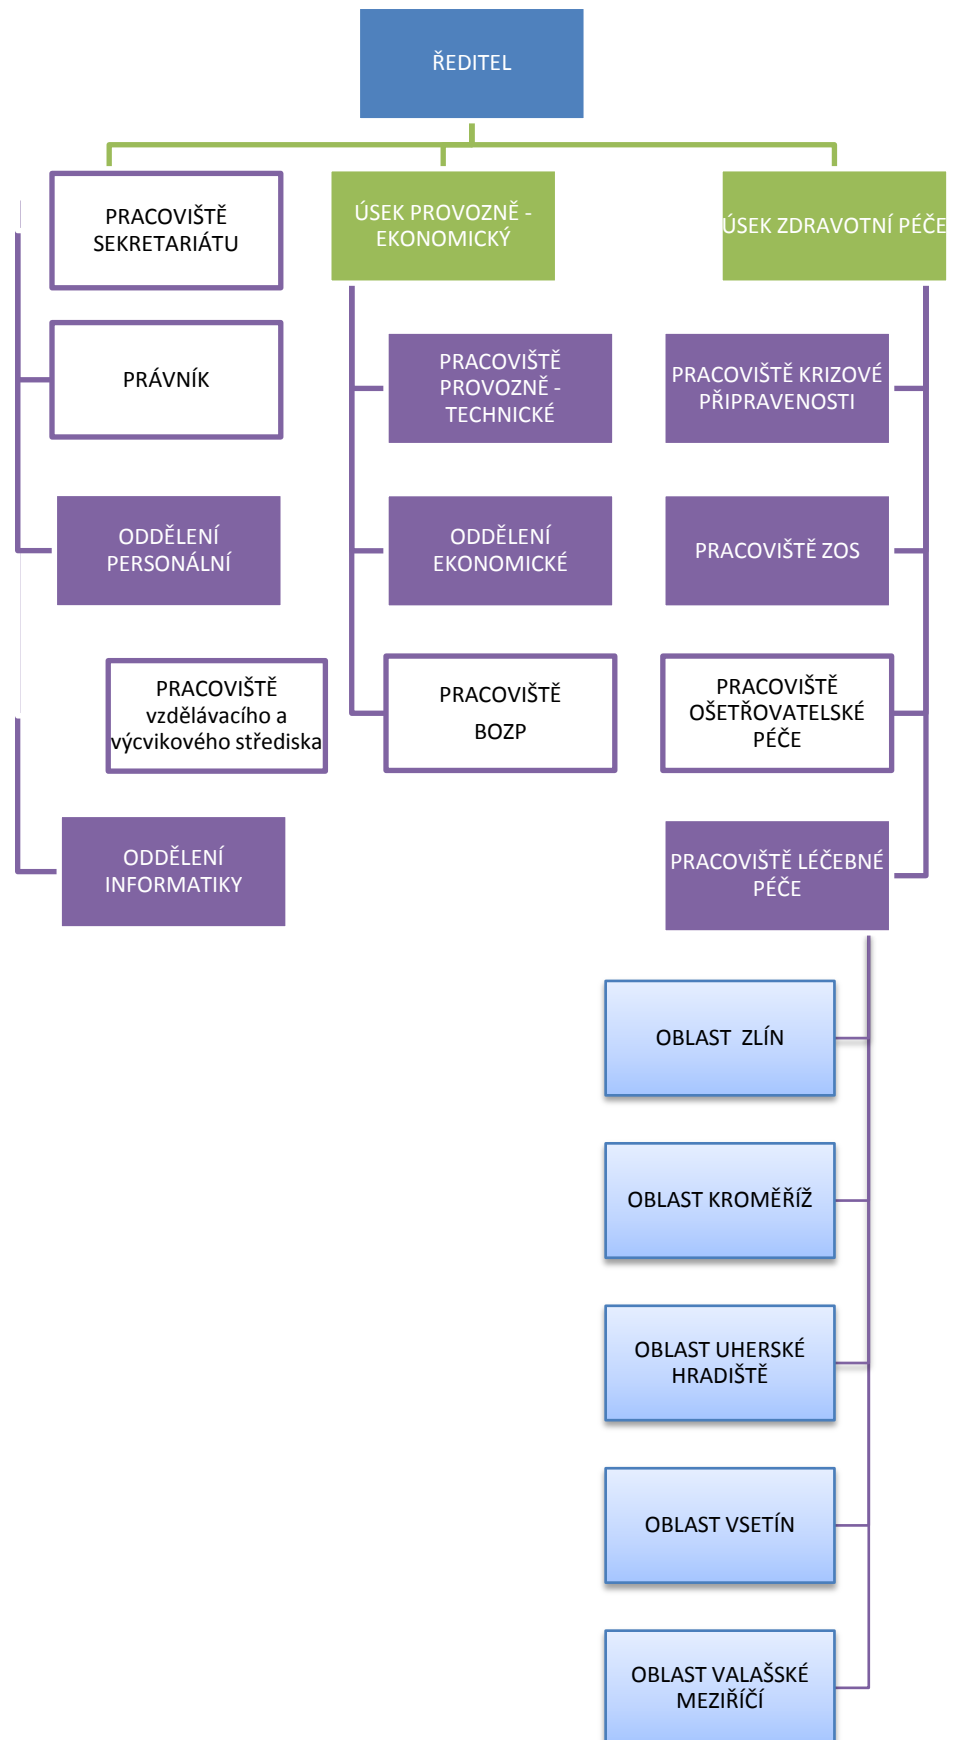 ŘEDITEL
PRACOVIŠTĚ
SEKRETARIÁTU
ÚSEK PROVOZNĚ -
EKONOMICKÝ
ÚSEK ZDRAVOTNÍ PÉČE
PRÁVNÍK
PRACOVIŠTĚ
PROVOZNĚ -
TECHNICKÉ
PRACOVIŠTĚ KRIZOVÉ
PŘIPRAVENOSTI
ODDĚLENÍ
PERSONÁLNÍ
ODDĚLENÍ
EKONOMICKÉ
PRACOVIŠTĚ ZOS
PRACOVIŠTĚ
vzdělávacího a
výcvikového střediska
PRACOVIŠTĚ
BOZP
PRACOVIŠTĚ
OŠETŘOVATELSKÉ
PÉČE
ODDĚLENÍ
INFORMATIKY
PRACOVIŠTĚ LÉČEBNÉ
PÉČE
OBLAST ZLÍN
OBLAST KROMĚŘÍŽ
OBLAST UHERSKÉ
HRADIŠTĚ
OBLAST VSETÍN
OBLAST VALAŠSKÉ
MEZIŘÍČÍ